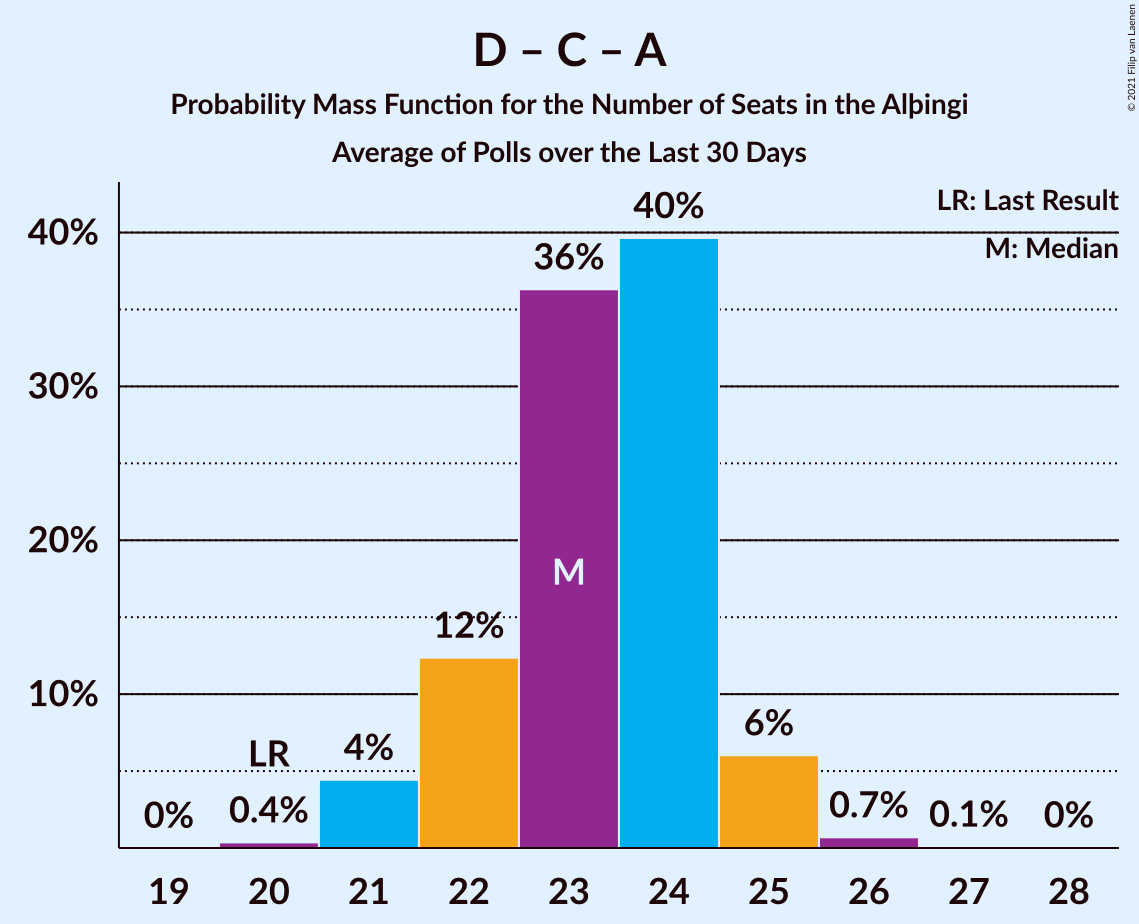 D – C – A
Probability Mass Function for the Number of Seats in the Alþingi
Average of Polls over the Last 30 Days
© 2021 Filip van Laenen
LR: Last Result
M: Median
40%
30%
20%
10%
0%
LR
0.4%
4%
12%
36%
M
40%
6%
0.7%
0.1%
0%
19 20 21 22 23 24 25 26 27 28